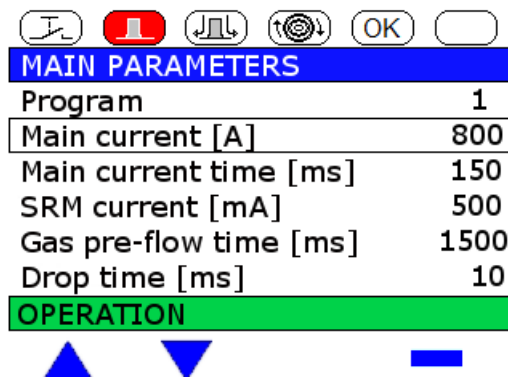 OK
MAIN PARAMETERS
Program 1
Main current [A] 800
Main current time [ms] 150
SRM current [mA] 500
Gas pre-flow time [ms] 1500
Drop time [ms] 10
OPERATION